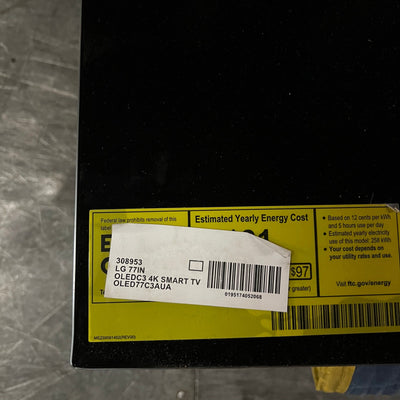 Federal law prohibits removal of this
label
Estimated Yearly Energy Cost
• Based on 12 cents per kWh
and 5 hours use per day
• Estimated yearly electricity
use of this model: 258 kWh
• Your cost depends on
your utility rates and use.
$97
greater)
Visit ftc.gov/energy
308953
LG 77IN
OLEDC3 4K SMART TV
OLED77C3AUA
0195174052068